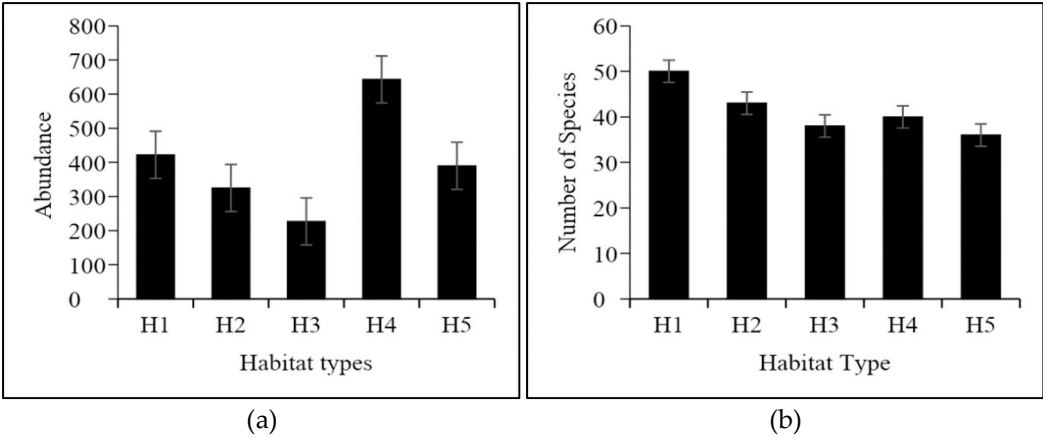 800
700
600
500
400
300
200
100
0
Abundance
H1 H2 H3 H4 H5
Habitat types
(a)
60
50
40
30
20
10
0
Number of Species
H1 H2 H3 H4 H5
Habitat Type
(b)